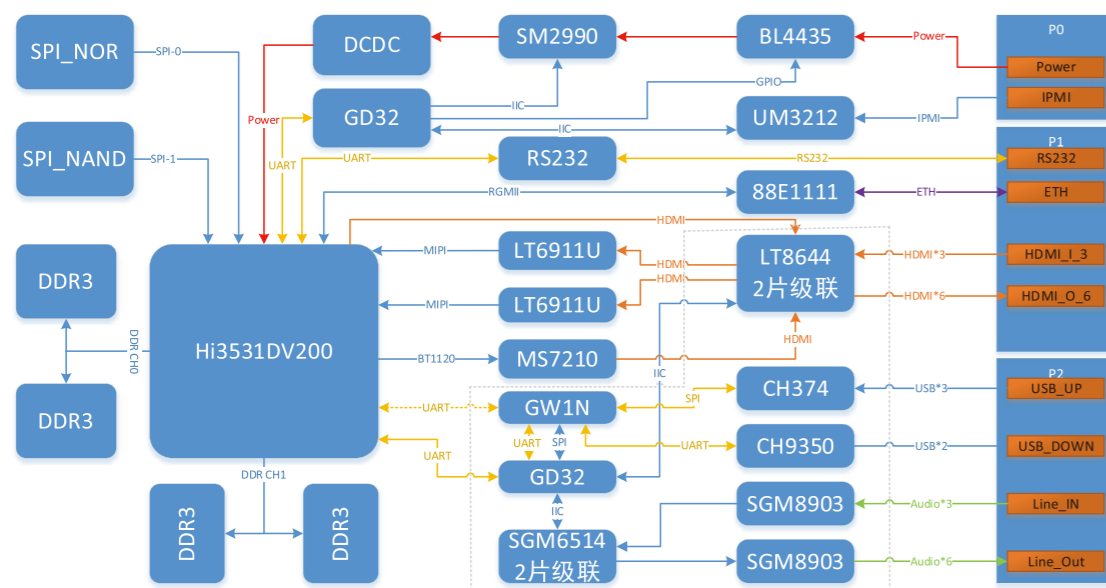 SPI_NOR
SPI-0
DCDC
SM2990
BL4435
Power
P0
Power
GPIO
IPMI
SPI_NAND
SPI-1
Power
GD32
IIC
IIC
UM3212
IPMI
UART
UART
RS232
RS232
P1
RS232
RGMII
88E1111
ETH
ETH
HDMI
DDR3
Hi3531DV200
MIPI
LT6911U
HDMI
LT8644
2片级联
HDMI*3
HDMI_I_3
MIPI
LT6911U
HDMI
HDMI*6
HDMI_O_6
DDR CH0
BT1120
MS7210
HDMI
IIC
DDR3
UART
GW1N
SPI
CH374
USB*3
P2
USB_UP
UART
UART
SPI
UART
CH9350
USB*2
USB_DOWN
GD32
DDR CH1
IIC
DDR3
DDR3
SGM6514
2片级联
SGM8903
Audio*3
Line_IN
SGM8903
Audio*6
Line_Out